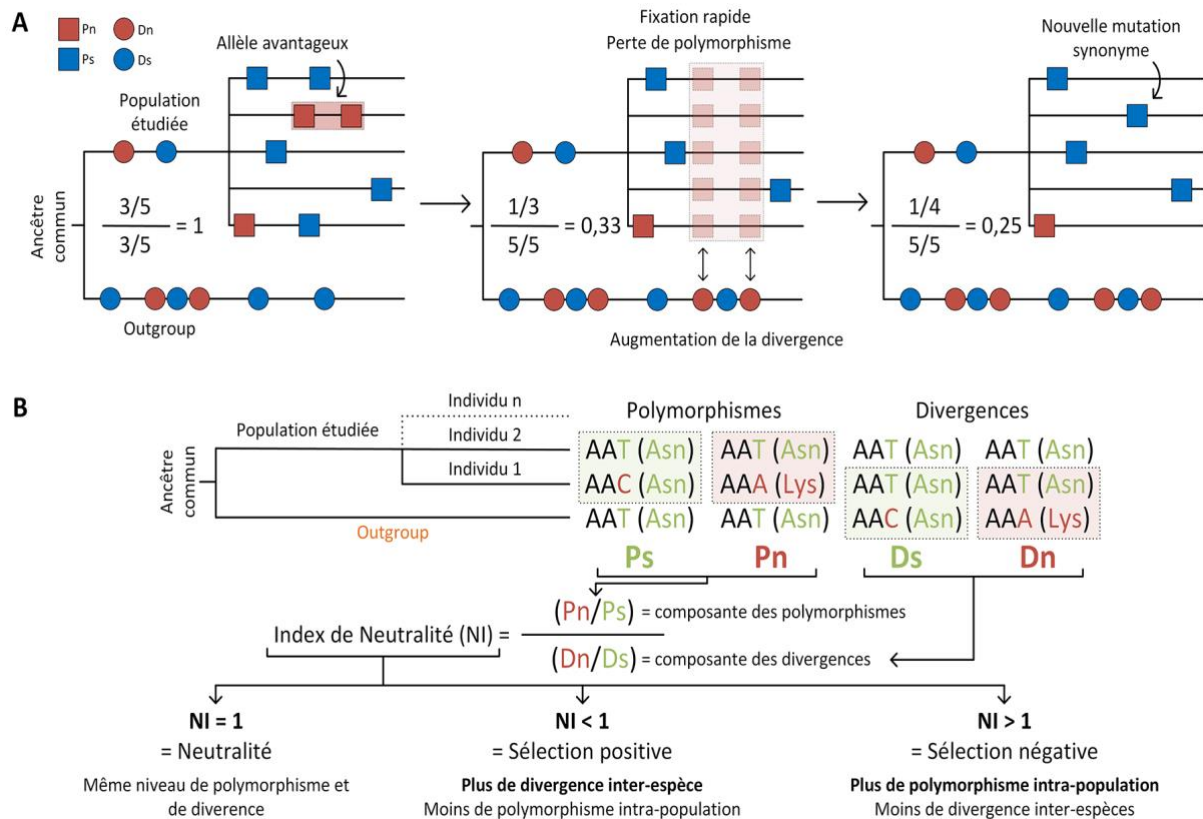 A
Pn
Dn
Ps
Ds
Allèle avantageux
Population
étudiée
Ancêtre
commun
3/5
3/5
= 1
Outgroup
Fixation rapide
Perte de polymorphisme
1/3
5/5
= 0,33
Augmentation de la divergence
Nouvelle mutation
synonyme
1/4
5/5
= 0,25
B
Ancêtre
commun
Population étudiée
Individu n
Individu 2
Individu 1
Outgroup
Polymorphismes
Divergences
AAT (Asn) AAT (Asn) AAT (Asn) AAT (Asn)
AAC (Asn) AAA (Lys) AAT (Asn) AAT (Asn)
AAT (Asn) AAT (Asn) AAC (Asn) AAA (Lys)
Ps Pn Ds Dn
(Pn/Ps) = composante des polymorphismes
Index de Neutralité (NI) =
(Dn/Ds) = composante des divergences
NI = 1
= Neutralité
Même niveau de polymorphisme et
de diverence
NI < 1
= Sélection positive
Plus de divergence inter-espèce
Moins de polymorphisme intra-population
NI > 1
= Sélection négative
Plus de polymorphisme intra-population
Moins de divergence inter-espèces